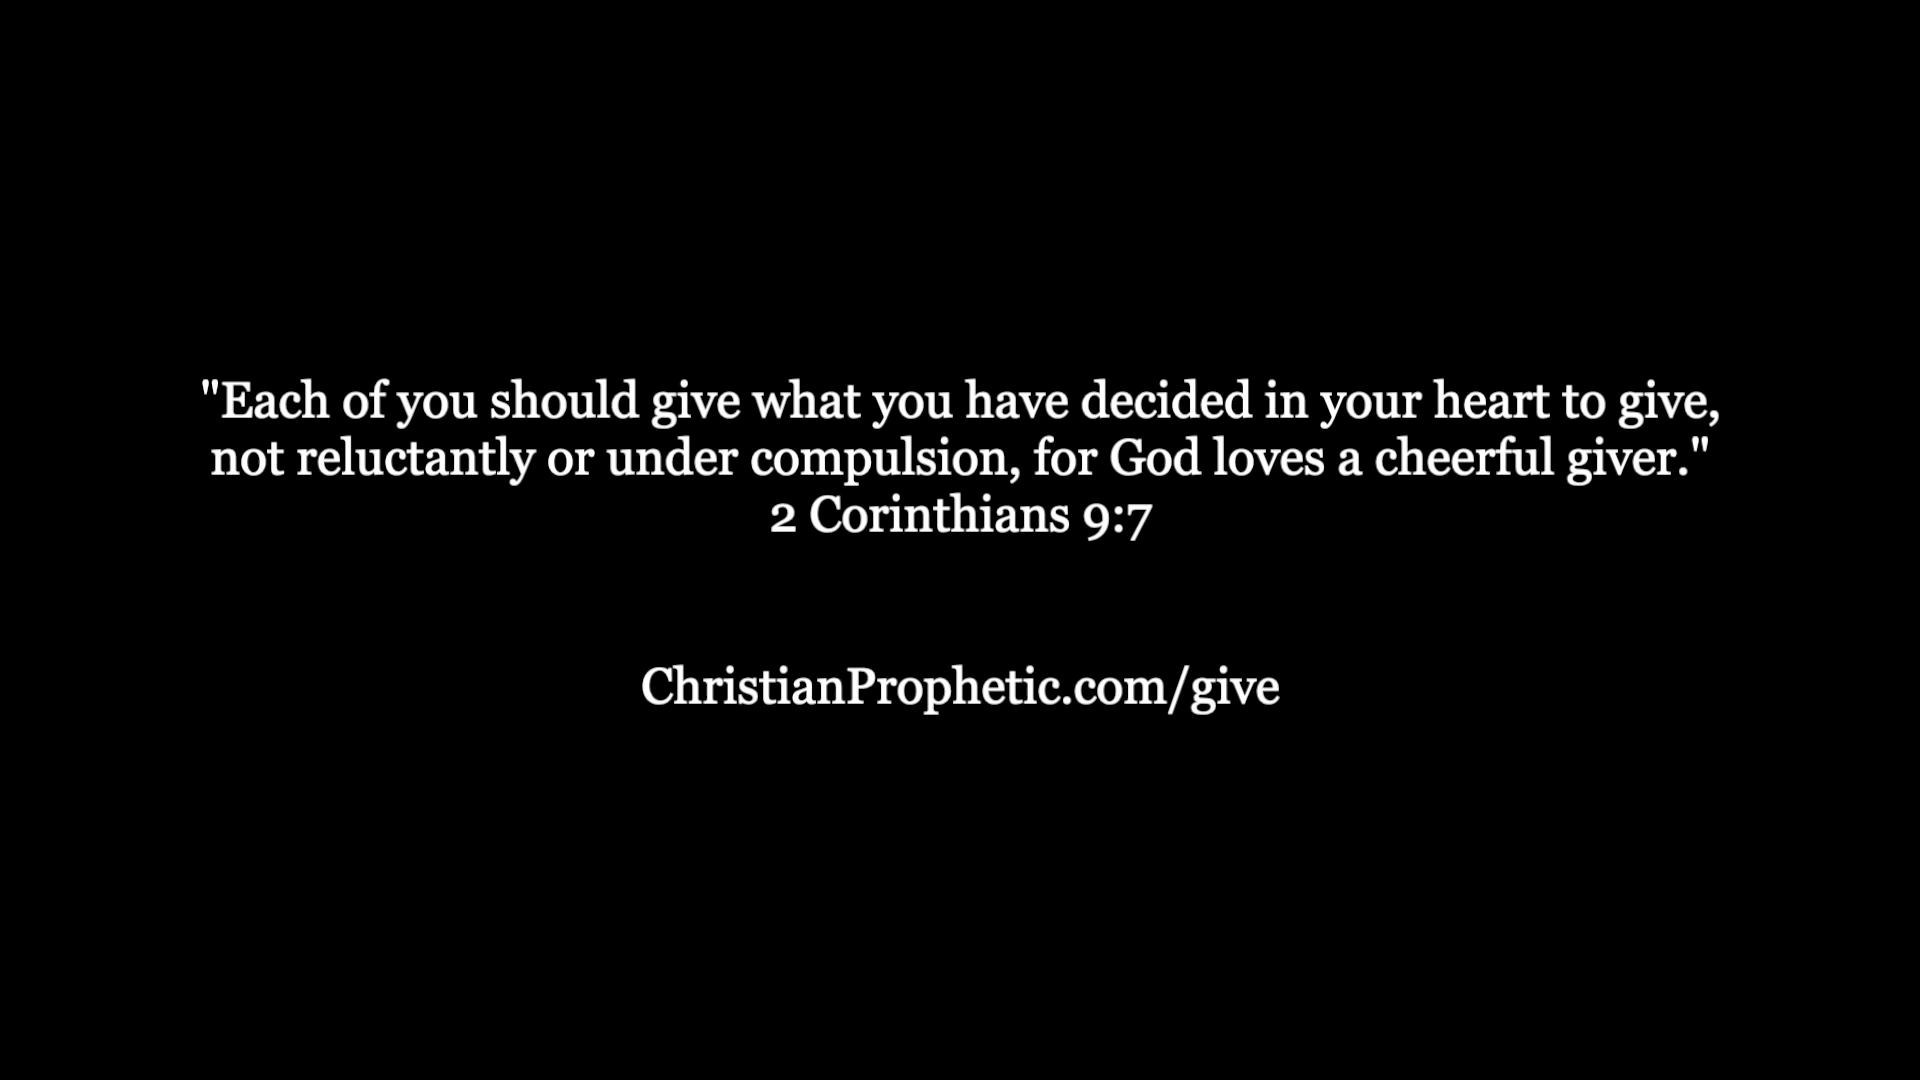 "Each of you should give what you have decided in your heart to give,
not reluctantly or under compulsion, for God loves a cheerful giver."
2 Corinthians 9:7
ChristianProphetic.com/give